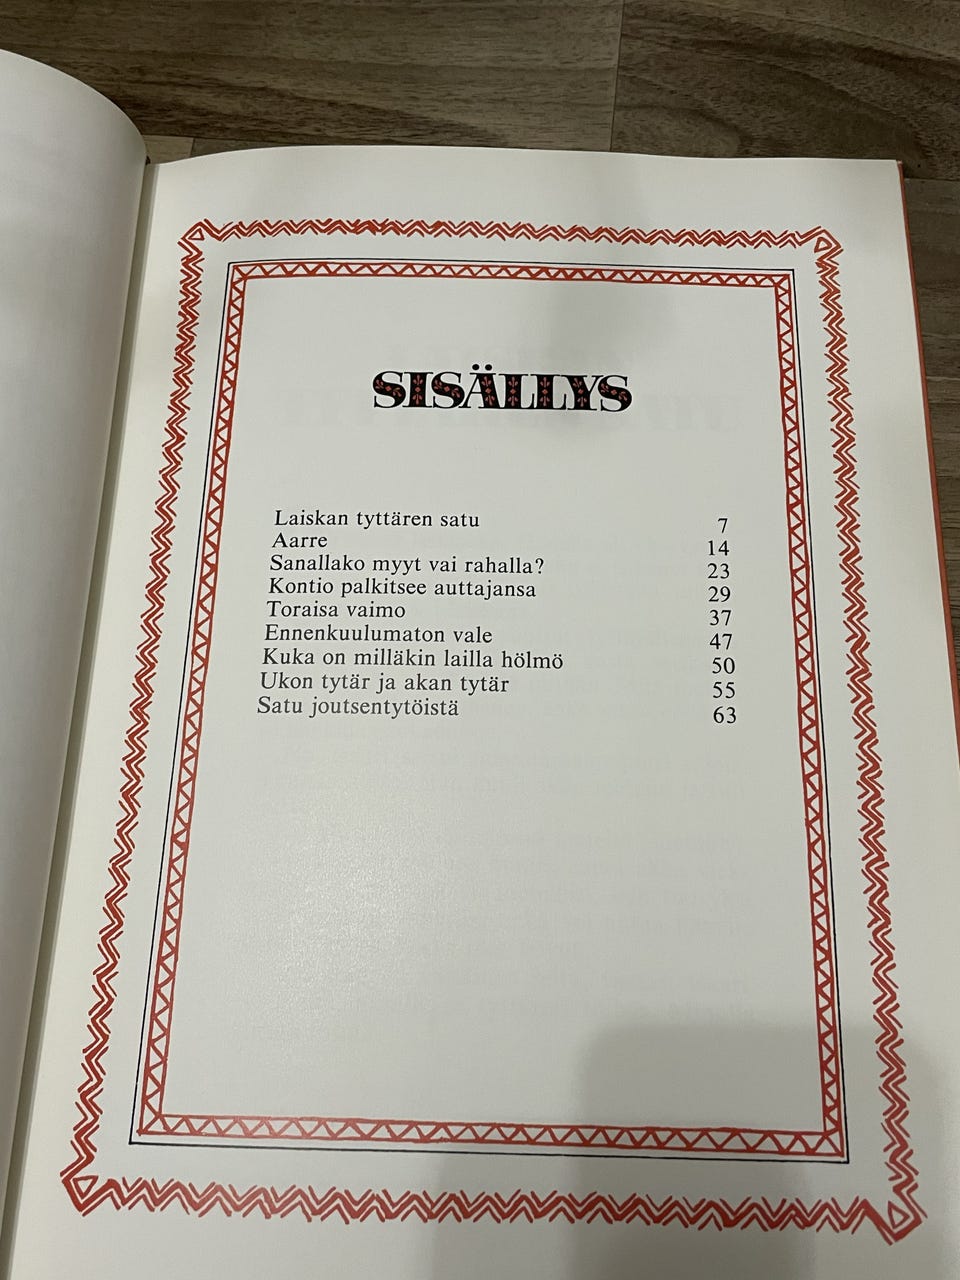 SISÄLLYS
Laiskan tyttären satu 7
Aarre 14
Sanallako myyt vai rahalla? 23
Kontio palkitsee auttajansa 29
Toraisa vaimo 37
Ennenkuulumaton vale 47
Kuka on milläkin lailla hölmö 50
Ukon tytär ja akan tytär 55
Satu joutsentytöistä 63